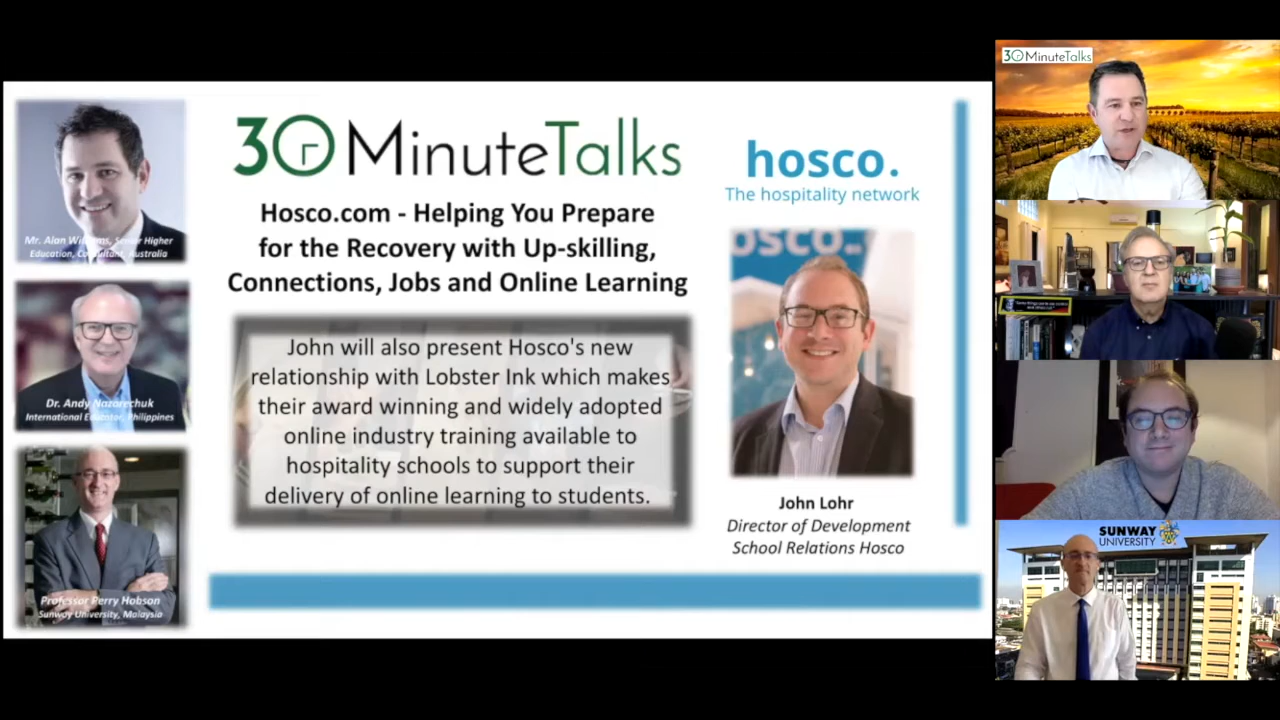 30 MinuteTalks
hosco.
The hospitality network
Hosco.com - Helping You Prepare
for the Recovery with Up-skilling,
Connections, Jobs and Online Learning
John will also present Hosco's new
relationship with Lobster Ink which makes
their award winning and widely adopted
online industry training available to
hospitality schools to support their
delivery of online learning to students.
John Lohr
Director of Development
School Relations Hosco
Mr. Alan Williams, Senior Higher
Education, Consultant, Australia
Dr. Andy Nazarechuk
International Educator, Philippines
Professor Perry Hobson
Sunway University, Malaysia
30 MinuteTalks
SUNWAY
UNIVERSITY